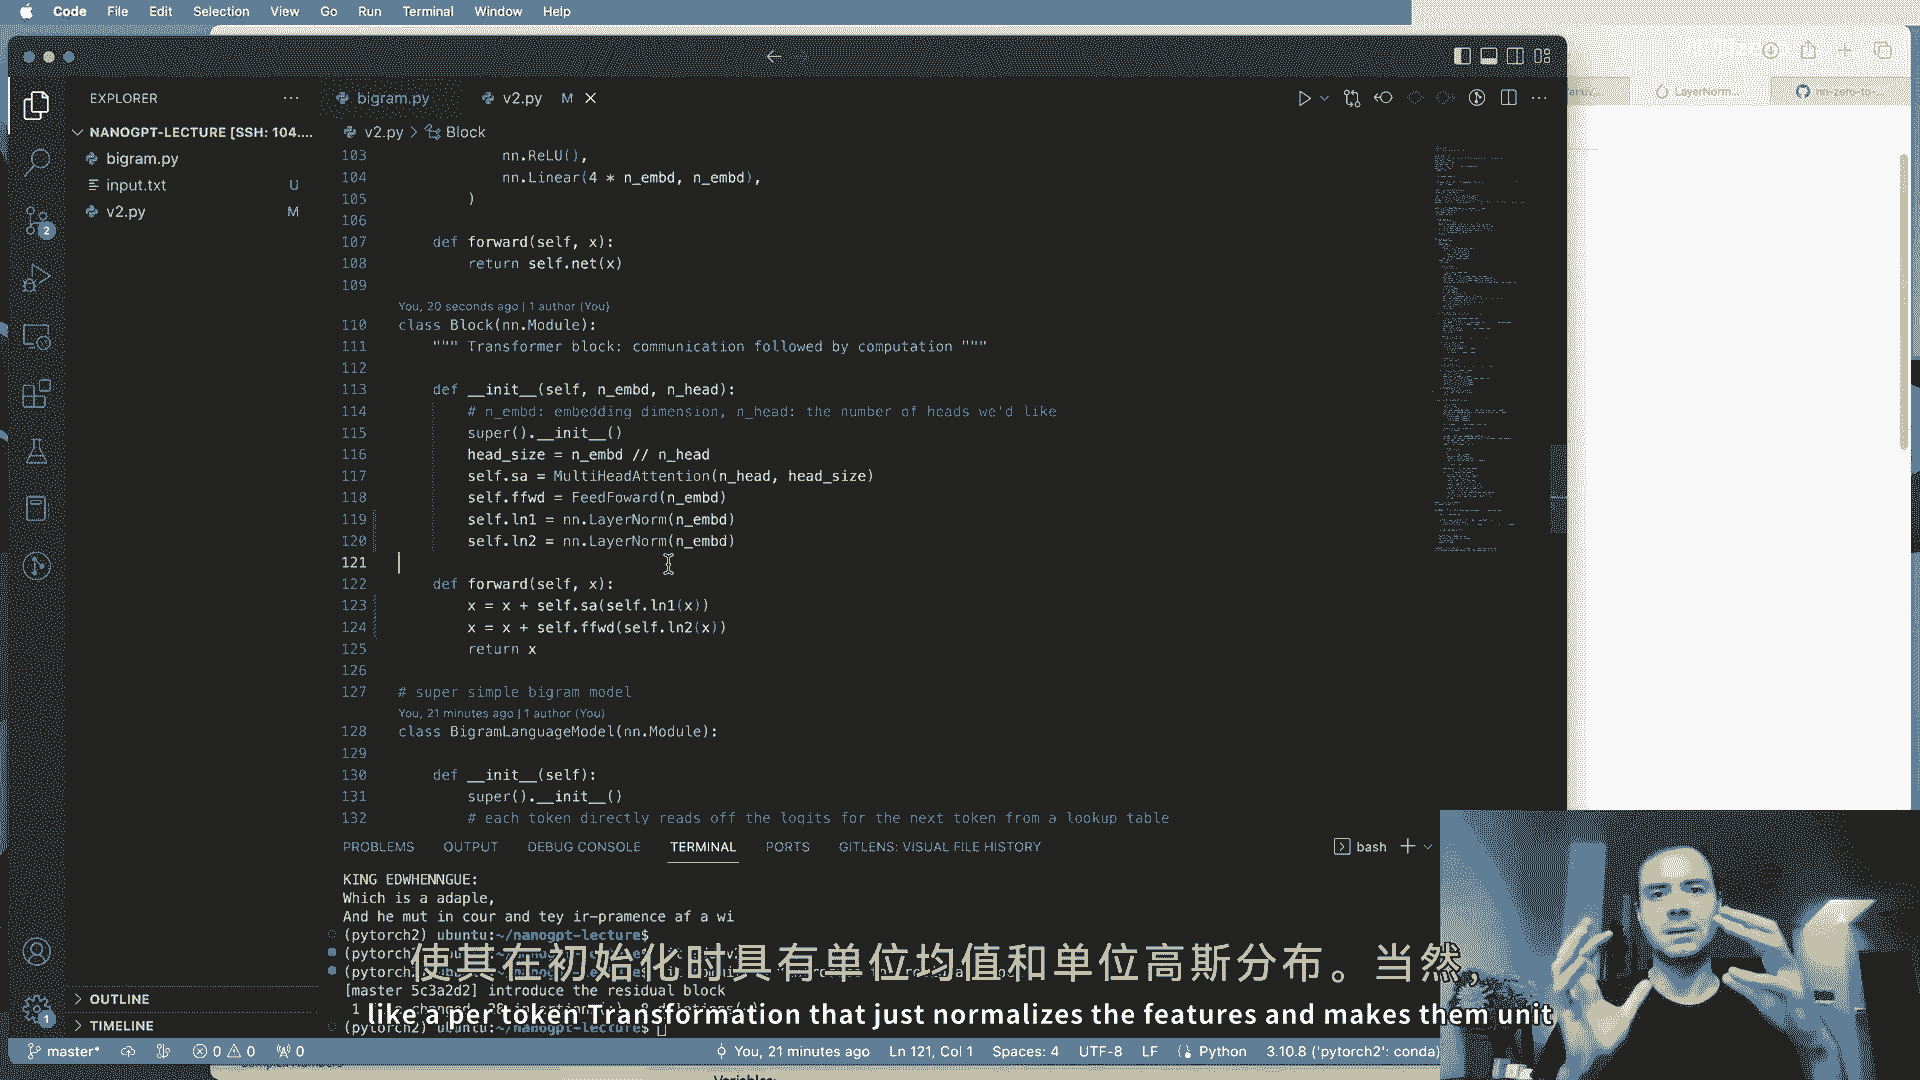 Code File Edit Selection View Go Run Terminal Window Help
LayerNorm...
nn-zero-to-...
EXPLORER
bigram.py
v2.py M
NANOGPT-LECTURE [SSH: 104....
bigram.py
input.txt U
v2.py M
2
v2.py > Block
103 nn.ReLU(),
104 nn.Linear(4 * n_embd, n_embd),
105 )
106
107 def forward(self, x):
108 return self.net(x)
109
You, 20 seconds ago | 1 author (You)
110 class Block(nn.Module):
111 """ Transformer block: communication followed by computation """
112
113 def __init__(self, n_embd, n_head):
114 # n_embd: embedding dimension, n_head: the number of heads we'd like
115 super().__init__()
116 head_size = n_embd // n_head
117 self.sa = MultiHeadAttention(n_head, head_size)
118 self.ffwd = FeedFoward(n_embd)
119 self.ln1 = nn.LayerNorm(n_embd)
120 self.ln2 = nn.LayerNorm(n_embd)
121
122 def forward(self, x):
123 x = x + self.sa(self.ln1(x))
124 x = x + self.ffwd(self.ln2(x))
125 return x
126
127 # super simple bigram model
You, 21 minutes ago | 1 author (You)
128 class BigramLanguageModel(nn.Module):
129
130 def __init__(self):
131 super().__init__()
132 # each token directly reads off the logits for the next token from a lookup table
PROBLEMS OUTPUT DEBUG CONSOLE TERMINAL PORTS GITLENS: VISUAL FILE HISTORY
bash
KING EDWHENNGUE:
Which is a adaple,
And he mut in cour and tey ir-pramence af a wi
(pytorch2) ubuntu:~/nanogpt-lecture$
(pytorch
(pytorch
[master 5c3a2d2] introduce the residual block
(pytorch2) ubuntu:~/nanogpt-lecture$
使其在初始化时具有单位均值和单位高斯分布。当然，
like a per token Transformation that just normalizes the features and makes them unit
OUTLINE
TIMELINE
1
master* 0 0 0 You, 21 minutes ago Ln 121, Col 1 Spaces: 4 UTF-8 LF Python 3.10.8 ('pytorch2': conda)
Variables: